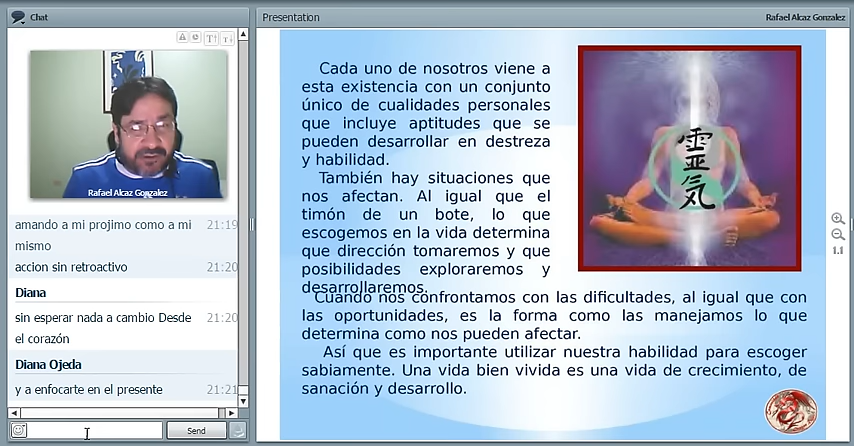 Chat
Rafael Alcaz Gonzalez
amando a mi projimo como a mi 21:19
mismo
accion sin retroactivo 21:20
Diana
sin esperar nada a cambio Desde 21:20
el corazón
Diana Ojeda
y a enfocarte en el presente 21:21
Send
Presentation
Rafael Alcaz Gonzalez
Cada uno de nosotros viene a
esta existencia con un conjunto
único de cualidades personales
que incluye aptitudes que se
pueden desarrollar en destreza
y habilidad.
También hay situaciones que
nos afectan. Al igual que el
timón de un bote, lo que
escogemos en la vida determina
que dirección tomaremos y que
posibilidades exploraremos y
desarrollaremos.
Cuando nos confrontamos con las dificultades, al igual que con
las oportunidades, es la forma como las manejamos lo que
determina como nos pueden afectar.
Así que es importante utilizar nuestra habilidad para escoger
sabiamente. Una vida bien vivida es una vida de crecimiento, de
sanación y desarrollo.
靈
気
1:1